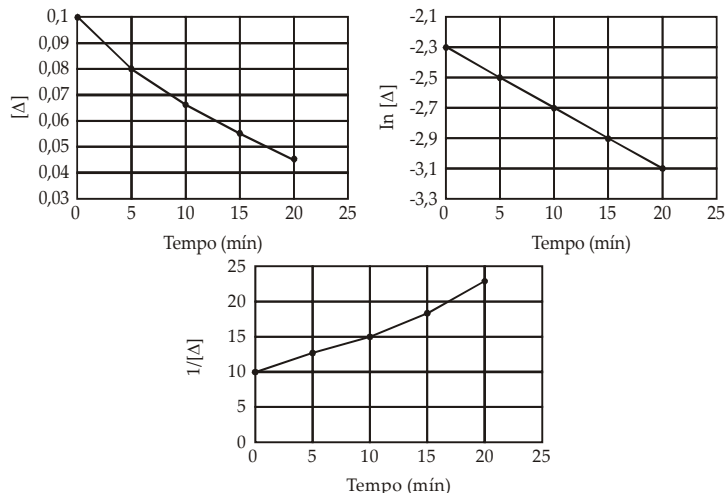 0,1
0,09
0,08
0,07
0,06
0,05
0,04
0,03
[Δ]
0 5 10 15 20 25
Tempo (mín)
-2,1
-2,3
-2,5
-2,7
-2,9
-3,1
-3,3
In [Δ]
0 5 10 15 20 25
Tempo (mín)
25
20
15
10
5
0
1/[Δ]
0 5 10 15 20 25
Tempo (mín)